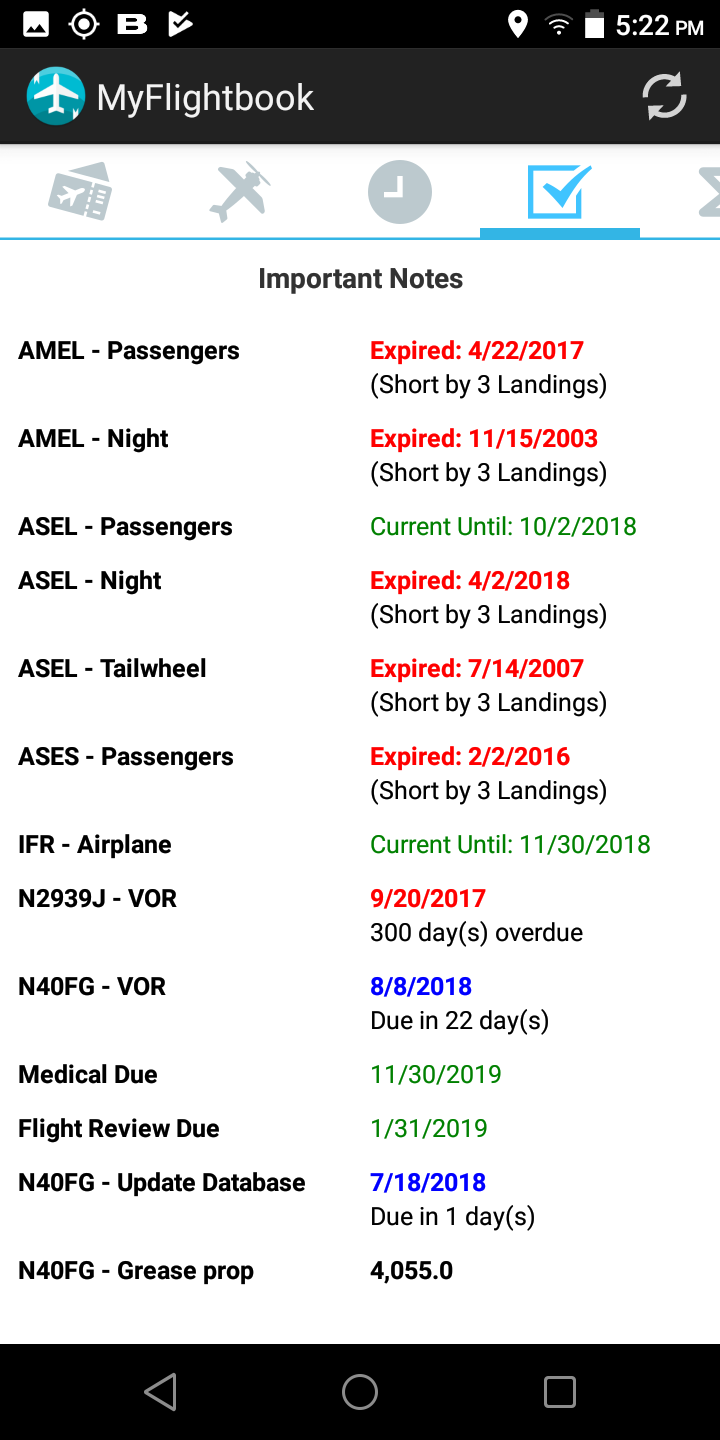 5:22 PM
MyFlightbook
Important Notes
AMEL - Passengers Expired: 4/22/2017
(Short by 3 Landings)
AMEL - Night Expired: 11/15/2003
(Short by 3 Landings)
ASEL - Passengers Current Until: 10/2/2018
ASEL - Night Expired: 4/2/2018
(Short by 3 Landings)
ASEL - Tailwheel Expired: 7/14/2007
(Short by 3 Landings)
ASES - Passengers Expired: 2/2/2016
(Short by 3 Landings)
IFR - Airplane Current Until: 11/30/2018
N2939J - VOR 9/20/2017
300 day(s) overdue
N40FG - VOR 8/8/2018
Due in 22 day(s)
Medical Due 11/30/2019
Flight Review Due 1/31/2019
N40FG - Update Database 7/18/2018
Due in 1 day(s)
N40FG - Grease prop 4,055.0